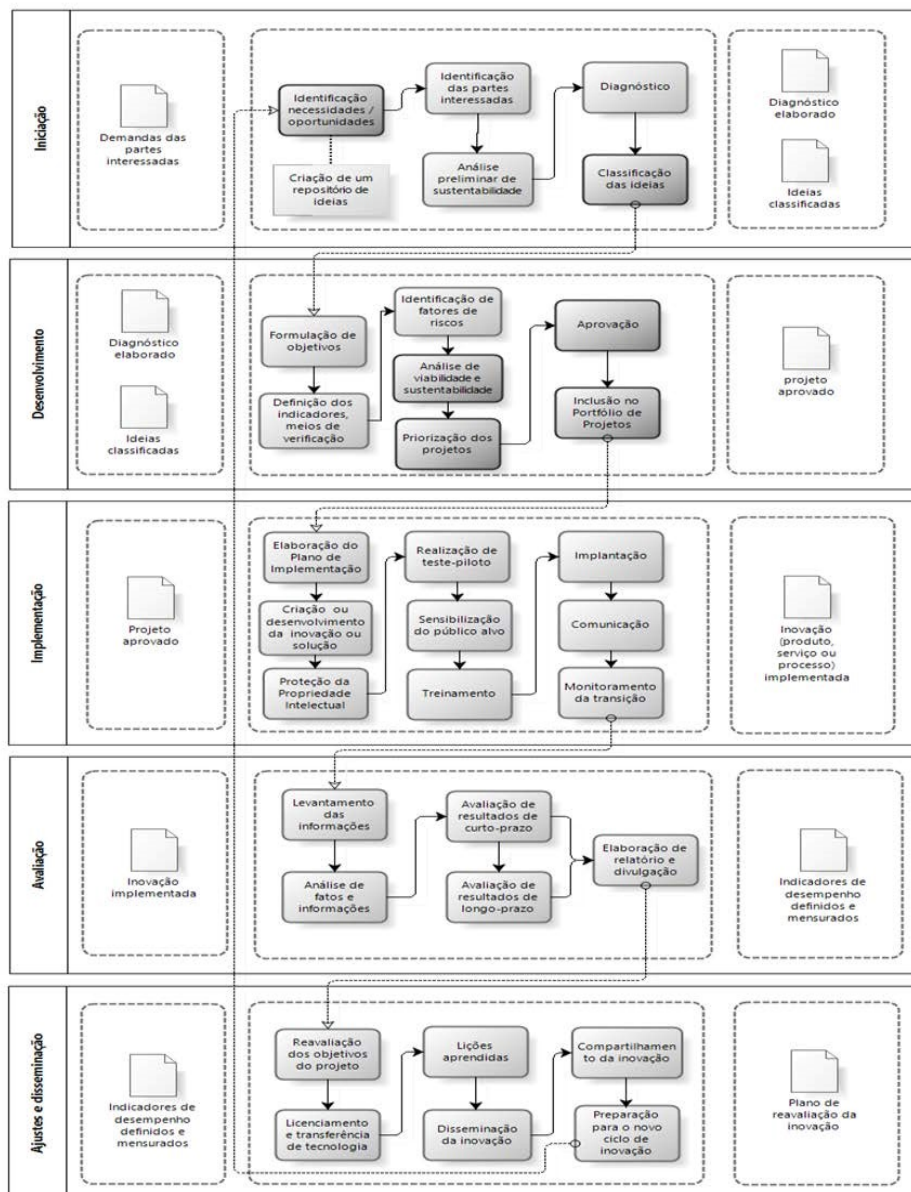 Iniciação
Demandas das
partes
interessadas
Identificação
necessidades /
oportunidades
Criação de um
repositório de
ideias
Identificação
das partes
interessadas
Análise
preliminar de
sustentabilidade
Diagnóstico
Classificação
das ideias
Diagnóstico
elaborado
Ideias
classificadas
Desenvolvimento
Diagnóstico
elaborado
Ideias
classificadas
Formulação de
objetivos
Definição dos
indicadores,
meios de
verificação
Identificação de
fatores de
riscos
Análise de
viabilidade e
sustentabilidade
Priorização dos
projetos
Aprovação
Inclusão no
Portfólio de
Projetos
projeto
aprovado
Implementação
Projeto
aprovado
Elaboração do
Plano de
Implementação
Criação ou
desenvolvimento
da inovação ou
solução
Proteção da
Propriedade
Intelectual
Realização de
teste-piloto
Sensibilização
do público alvo
Treinamento
Implantação
Comunicação
Monitoramento
da transição
Inovação
(produto,
serviço ou
processo)
implementada
Avaliação
Inovação
implementada
Levantamento
das
informações
Análise de
fatos e
informações
Avaliação de
resultados de
curto-prazo
Avaliação de
resultados de
longo-prazo
Elaboração de
relatório e
divulgação
Indicadores de
desempenho
definidos e
mensurados
Ajustes e disseminação
Indicadores de
desempenho
definidos e
mensurados
Reavaliação
dos objetivos
do projeto
Licenciamento
e transferência
de tecnologia
Lições
aprendidas
Disseminação
da inovação
Compartilhamen
to da inovação
Preparação
para o novo
ciclo de
inovação
Plano de
reavaliação da
inovação